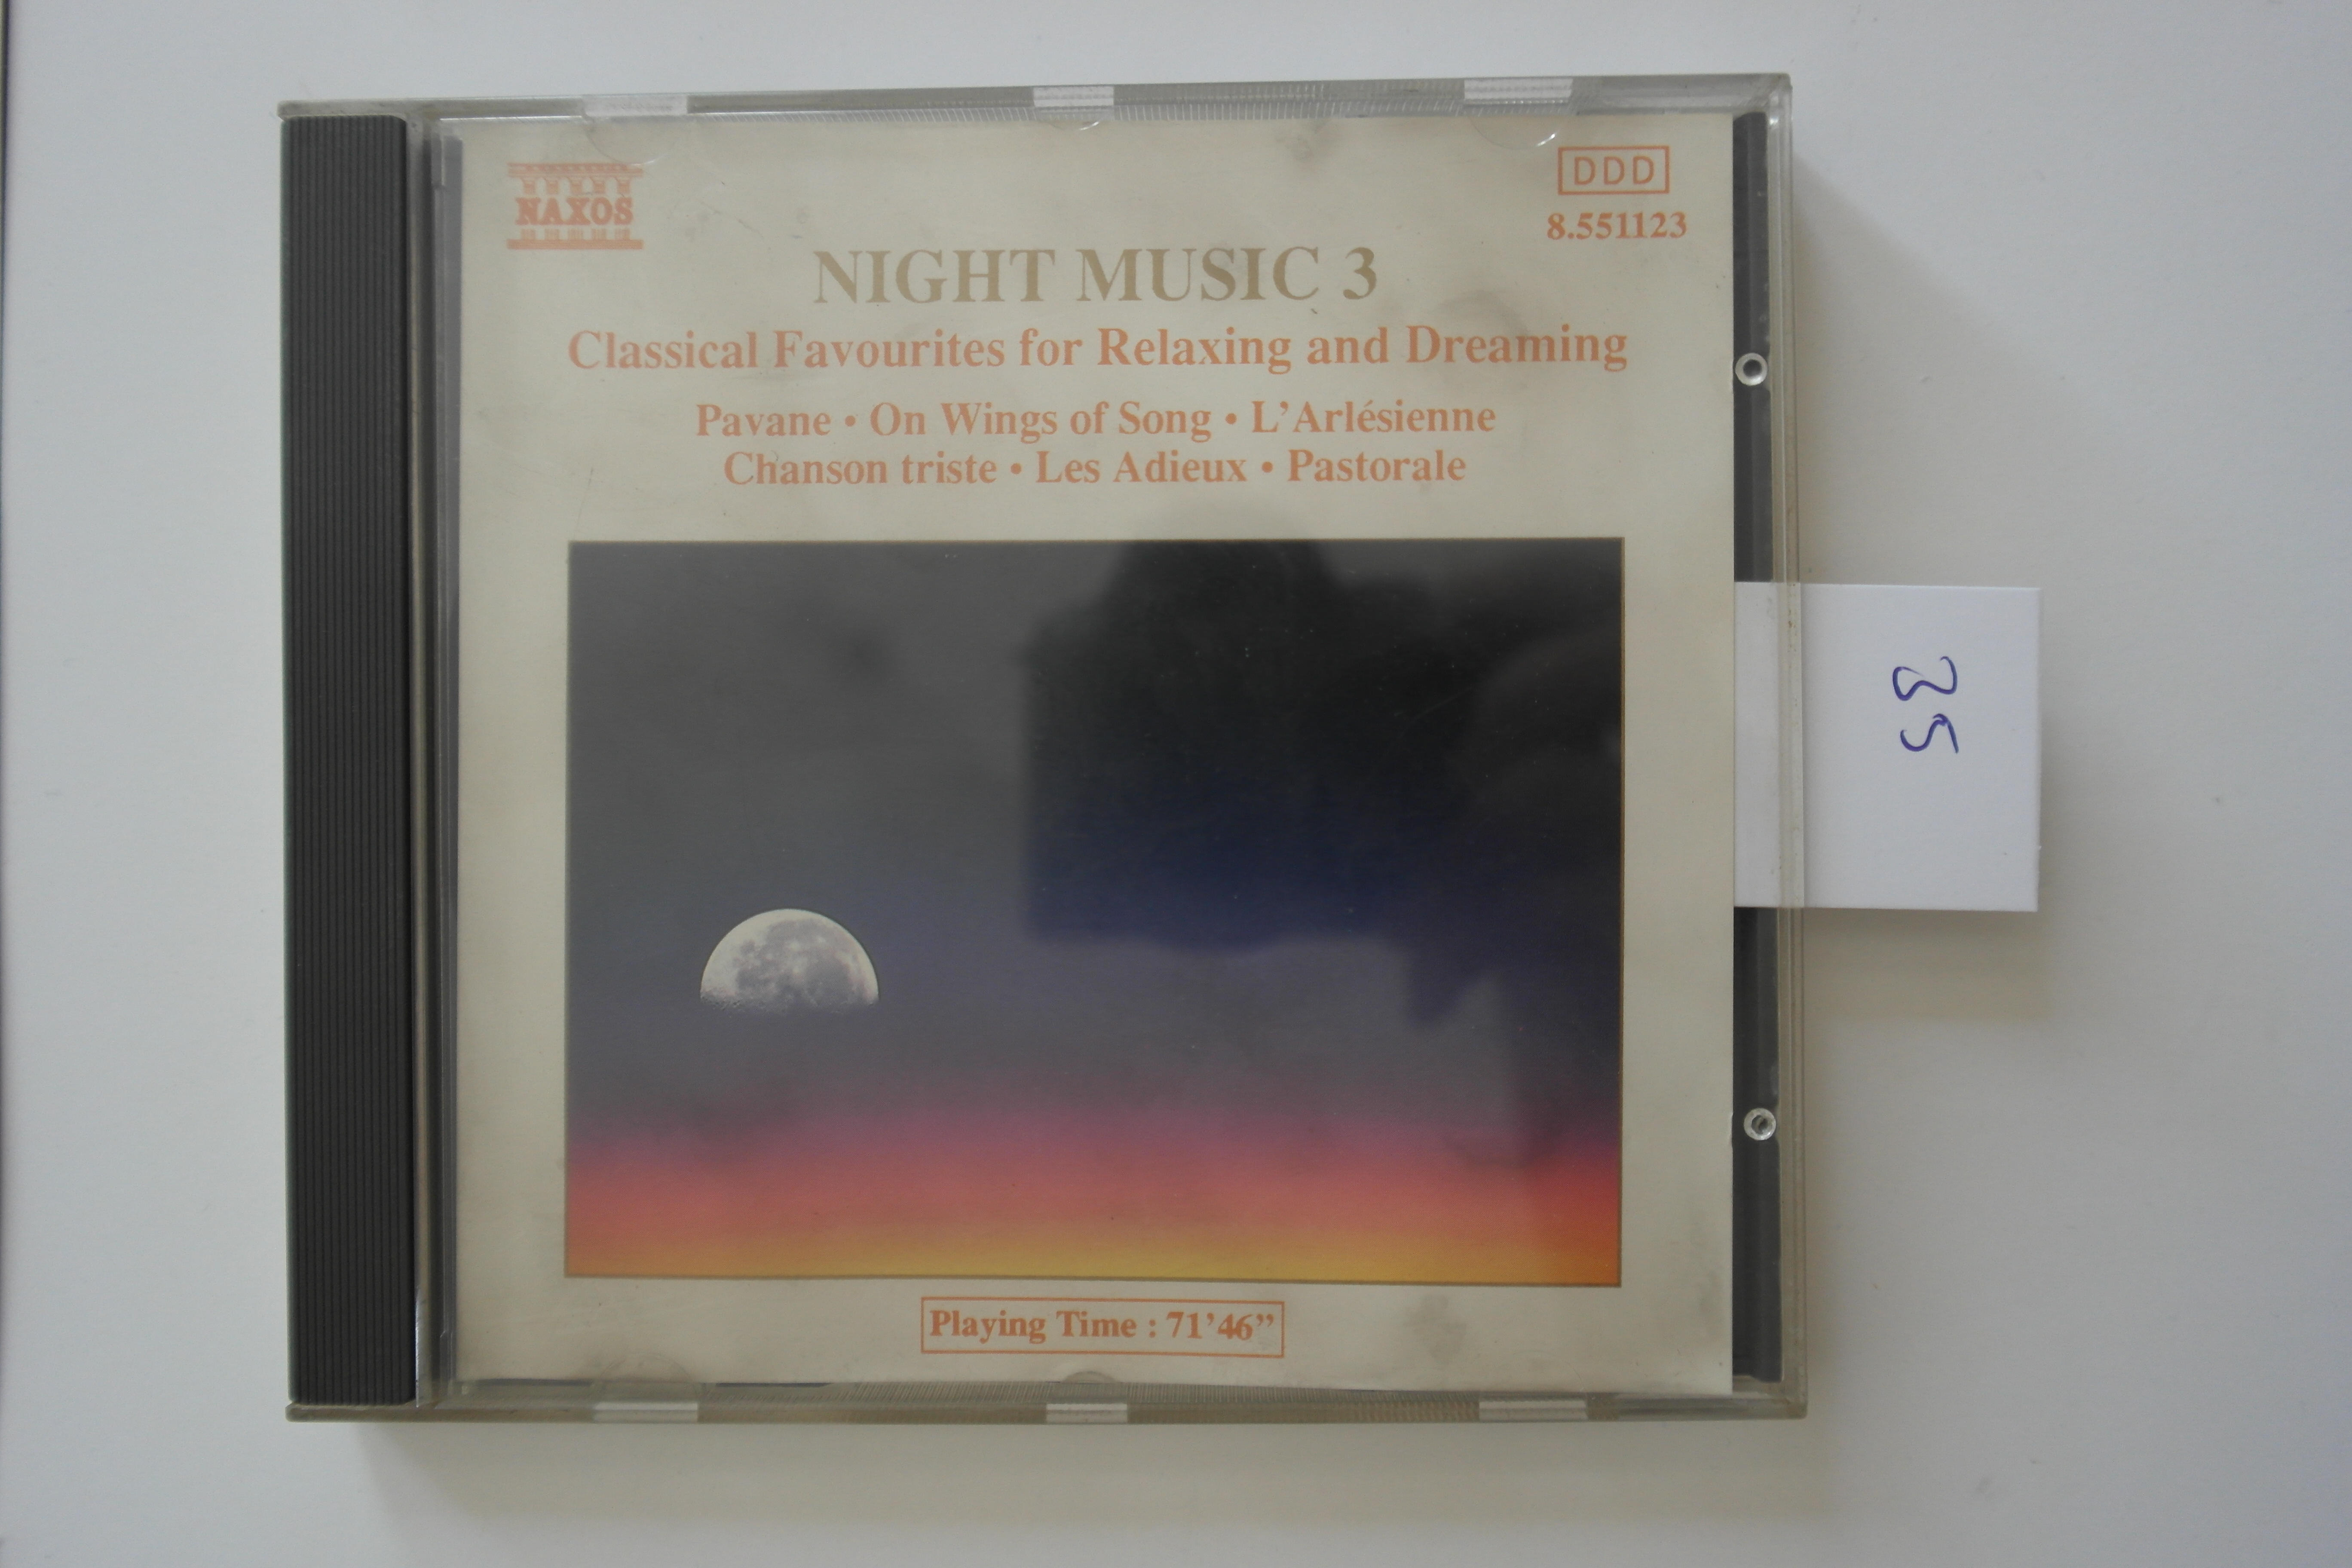 NAXOS
DDD
8.551123
NIGHT MUSIC 3
Classical Favourites for Relaxing and Dreaming
Pavane • On Wings of Song • L'Arlésienne
Chanson triste • Les Adieux • Pastorale
Playing Time : 71'46”
35